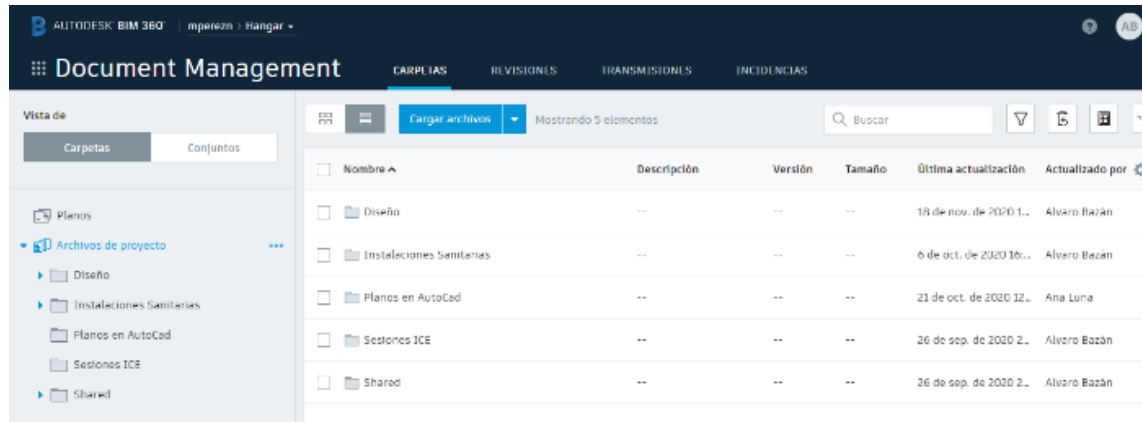 AUTODESK® BIM 360® mperezn > Hangar
AB
Document Management CARPETAS REVISIONES TRANSMISIONES INCIDENCIAS
Vista de
Carpetas Conjuntos
Cargar archivos Mostrando 5 elementos Buscar
Nombre Descripción Versión Tamaño Última actualización Actualizado por
Planos
Archivos de proyecto
Diseño
Instalaciones Sanitarias
Planos en AutoCad
Sesiones ICE
Shared
Diseño -- -- -- 18 de nov. de 2020 1... Alvaro Bazán
Instalaciones Sanitarias -- -- -- 6 de oct. de 2020 16:... Alvaro Bazán
Planos en AutoCad -- -- -- 21 de oct. de 2020 12... Ana Luna
Sesiones ICE -- -- -- 26 de sep. de 2020 2... Alvaro Bazán
Shared -- -- -- 26 de sep. de 2020 2... Alvaro Bazán